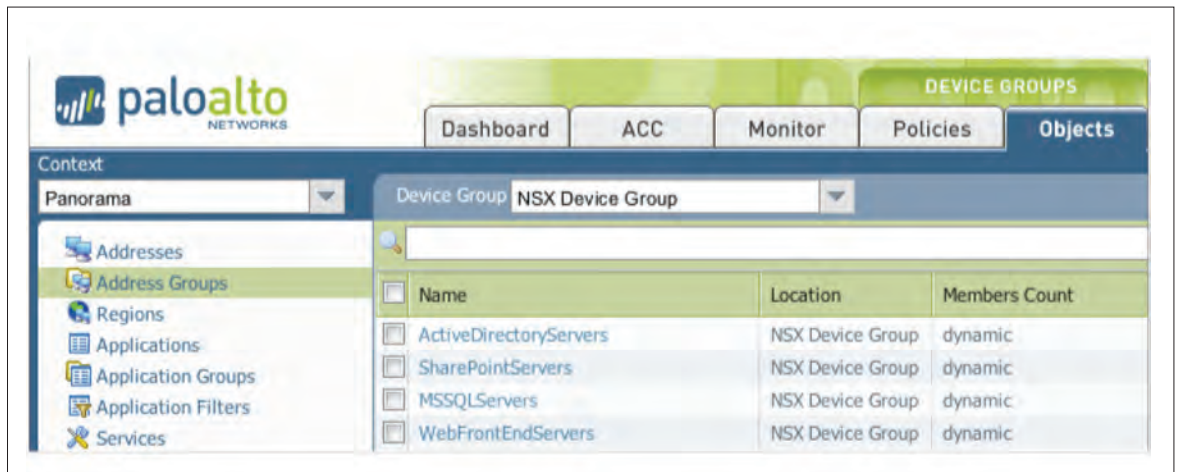 paloalto
NETWORKS
DEVICE GROUPS
Dashboard ACC Monitor Policies Objects
Context
Panorama
Device Group NSX Device Group
Addresses
Address Groups
Regions
Applications
Application Groups
Application Filters
Services
Name Location Members Count
ActiveDirectoryServers NSX Device Group dynamic
SharePointServers NSX Device Group dynamic
MSSQLServers NSX Device Group dynamic
WebFrontEndServers NSX Device Group dynamic